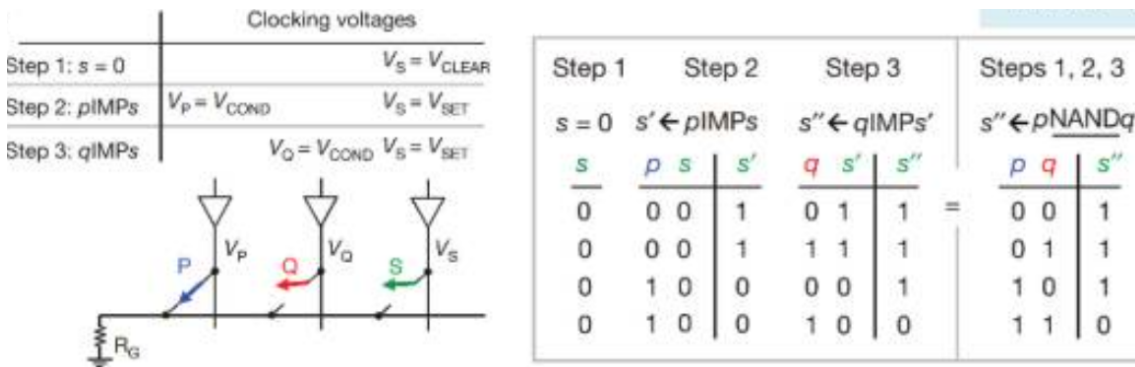 Clocking voltages
Step 1: s = 0 V_S = V_CLEAR
Step 2: pIMPs V_P = V_COND V_S = V_SET
Step 3: qIMPs V_Q = V_COND V_S = V_SET
P V_P Q V_Q S V_S
R_G
Step 1 Step 2 Step 3 Steps 1, 2, 3
s = 0 s′ ← pIMPs s″ ← qIMPs′ s″ ← pNANDq
s p s s′ q s′ s″ p q s″
0 0 0 1 0 1 1 = 0 0 1
0 0 0 1 1 1 1 0 1 1
0 1 0 0 0 0 1 1 0 1
0 1 0 0 1 0 0 1 1 0